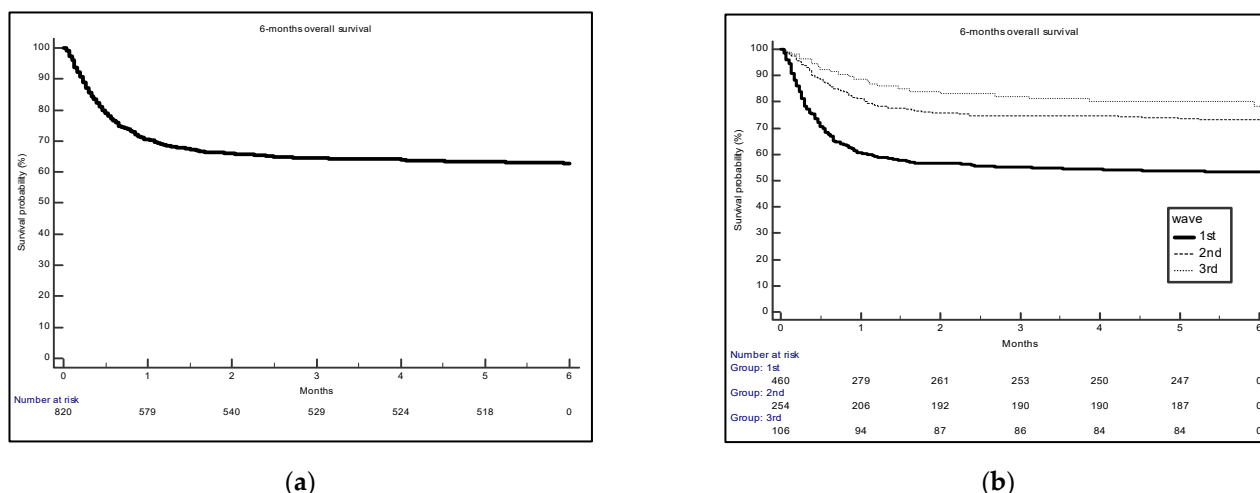 6-months overall survival
Survival probability (%)
100
90
80
70
60
50
40
30
20
10
0
0 1 2 3 4 5 6
Months
Number at risk
820 579 540 529 524 518 0
(a)
6-months overall survival
Survival probability (%)
100
90
80
70
60
50
40
30
20
10
0
wave
1st
2nd
3rd
0 1 2 3 4 5 6
Months
Number at risk
Group: 1st
460 279 261 253 250 247 0
Group: 2nd
254 206 192 190 190 187 0
Group: 3rd
106 94 87 86 84 84 0
(b)